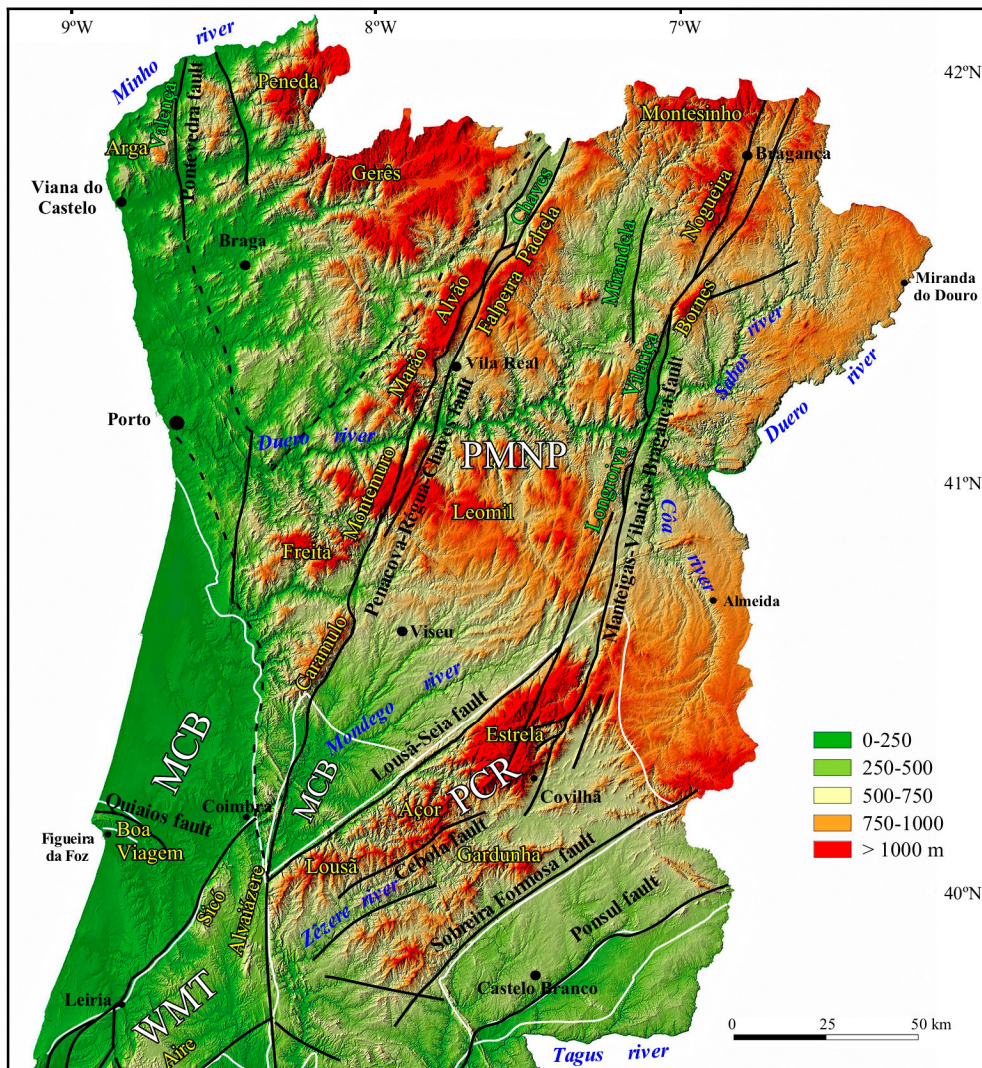 9ºW
8ºW
7ºW
42ºN
41ºN
40ºN
Minho river
Valença
Pontevedra fault
Peneda
Arga
Viana do
Castelo
Braga
Gerês
Chaves
Montesinho
Bragança
Nogueira
Mirandela
Miranda
do Douro
Alvão
Falperra Padrela
Bornes
Marão
Vila Real
Vilariça
Sabor river
Duero river
Porto
Duero river
PMNP
Montemuro
Penacova-Régua-Chaves fault
Leomil
Longroiva
Manteigas-Vilariça-Bragança fault
Côa river
Freita
Almeida
Viseu
Caramulo
Mondego river
Lousã-Seia fault
Estrela
MCB
MCB
PCR
Covilhã
Quiaios fault
Coimbra
Figueira
da Foz
Boa
Viagem
Açor
Cebola fault
Lousã
Gardunha
Zêzere river
Sobreira Formosa fault
Ponsul fault
Sicó
Alvaiázere
Leiria
WMT
Aire
Castelo Branco
Tagus river
0-250
250-500
500-750
750-1000
> 1000 m
0 25 50 km